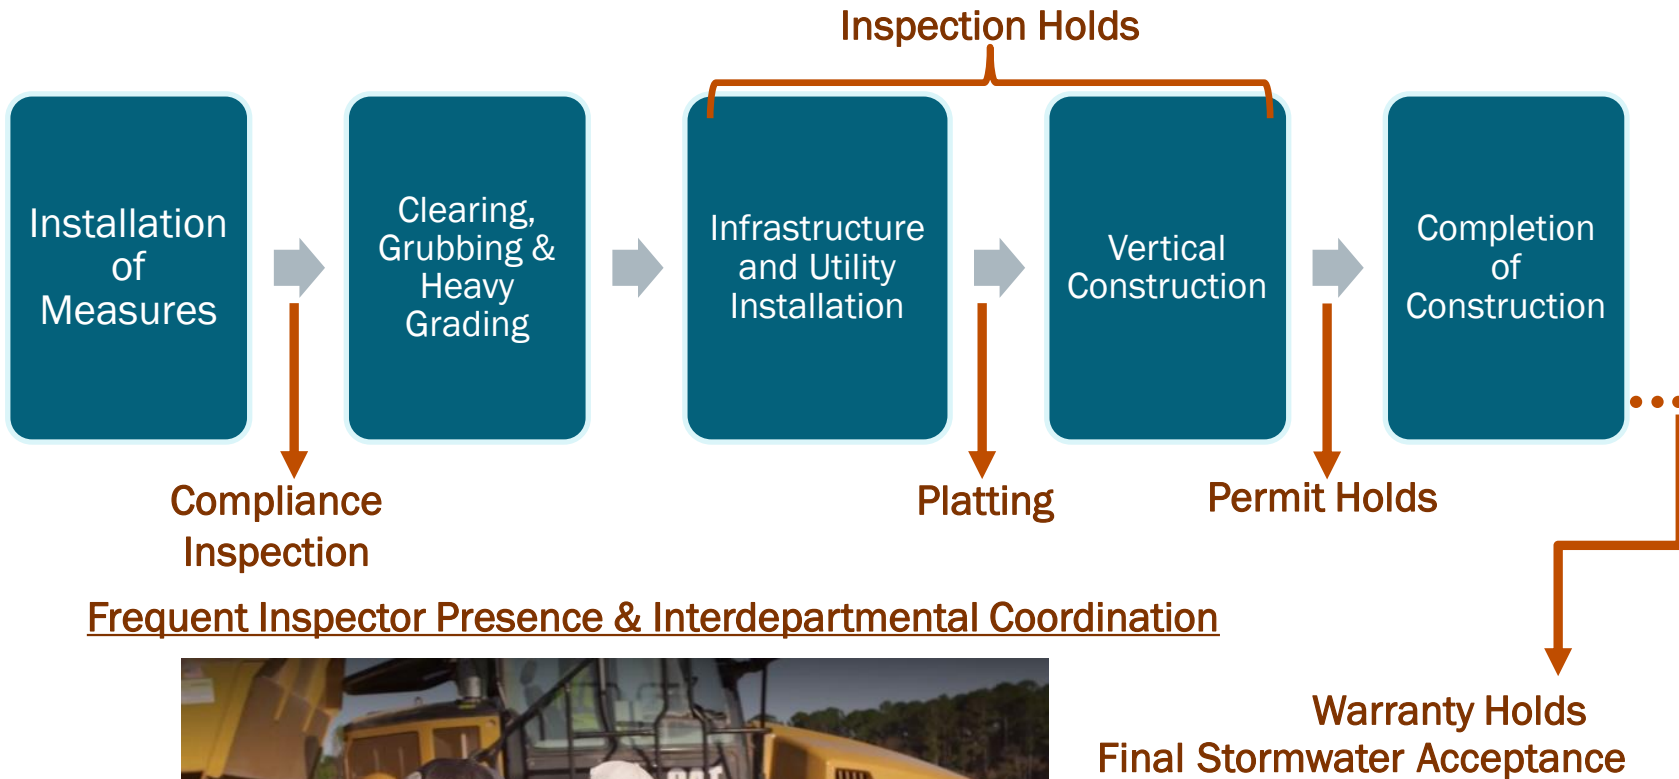 Inspection Holds
Installation
of
Measures
Clearing,
Grubbing &
Heavy
Grading
Infrastructure
and Utility
Installation
Vertical
Construction
Completion
of
Construction
Compliance
Inspection
Platting
Permit Holds
Frequent Inspector Presence & Interdepartmental Coordination
Warranty Holds
Final Stormwater Acceptance